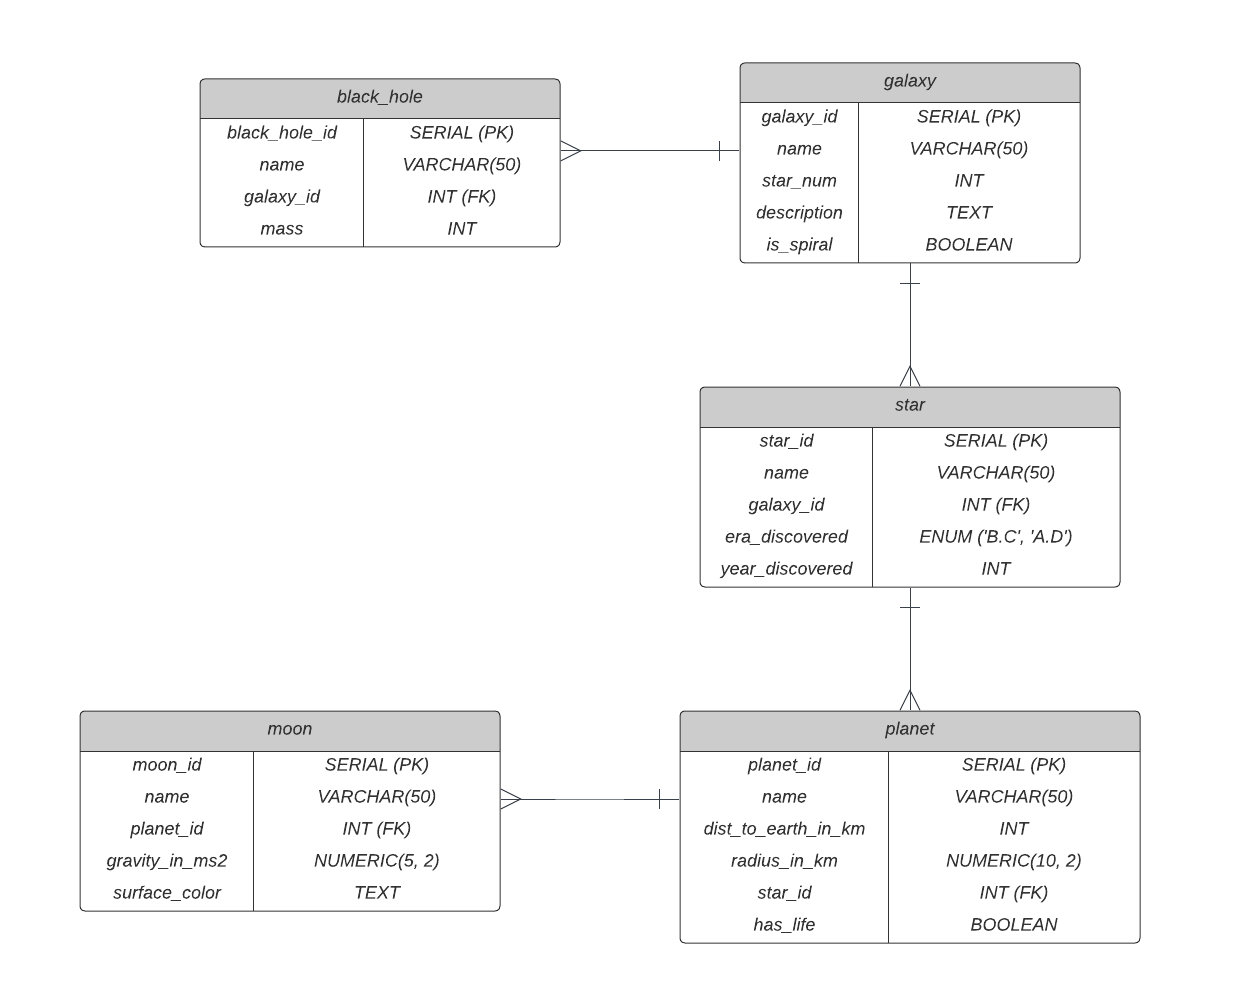 black_hole
black_hole_id SERIAL (PK)
name VARCHAR(50)
galaxy_id INT (FK)
mass INT
galaxy
galaxy_id SERIAL (PK)
name VARCHAR(50)
star_num INT
description TEXT
is_spiral BOOLEAN
star
star_id SERIAL (PK)
name VARCHAR(50)
galaxy_id INT (FK)
era_discovered ENUM ('B.C', 'A.D')
year_discovered INT
moon
moon_id SERIAL (PK)
name VARCHAR(50)
planet_id INT (FK)
gravity_in_ms2 NUMERIC(5, 2)
surface_color TEXT
planet
planet_id SERIAL (PK)
name VARCHAR(50)
dist_to_earth_in_km INT
radius_in_km NUMERIC(10, 2)
star_id INT (FK)
has_life BOOLEAN